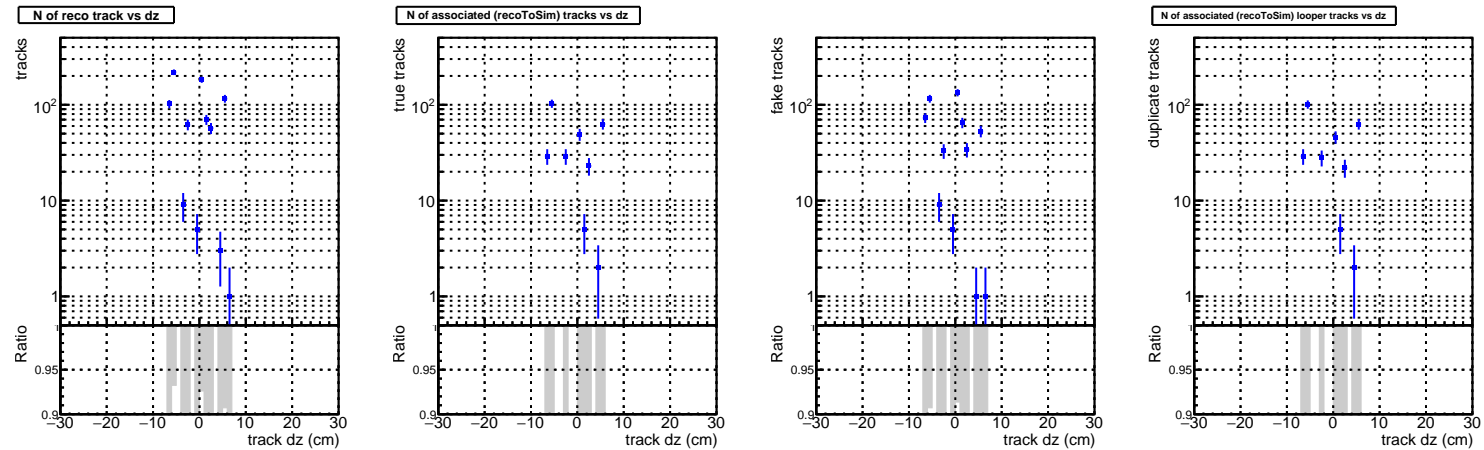 N of reco track vs dz
tracks
10²
10
1
Ratio
1
0.95
0.9
−30 −20 −10 0 10 20 30
track dz (cm)
N of associated (recoToSim) tracks vs dz
true tracks
10²
10
1
Ratio
1
0.95
0.9
−30 −20 −10 0 10 20 30
track dz (cm)
fake tracks
10²
10
1
Ratio
1
0.95
0.9
−30 −20 −10 0 10 20 30
track dz (cm)
N of associated (recoToSim) looper tracks vs dz
duplicate tracks
10²
10
1
Ratio
1
0.95
0.9
−30 −20 −10 0 10 20 30
track dz (cm)